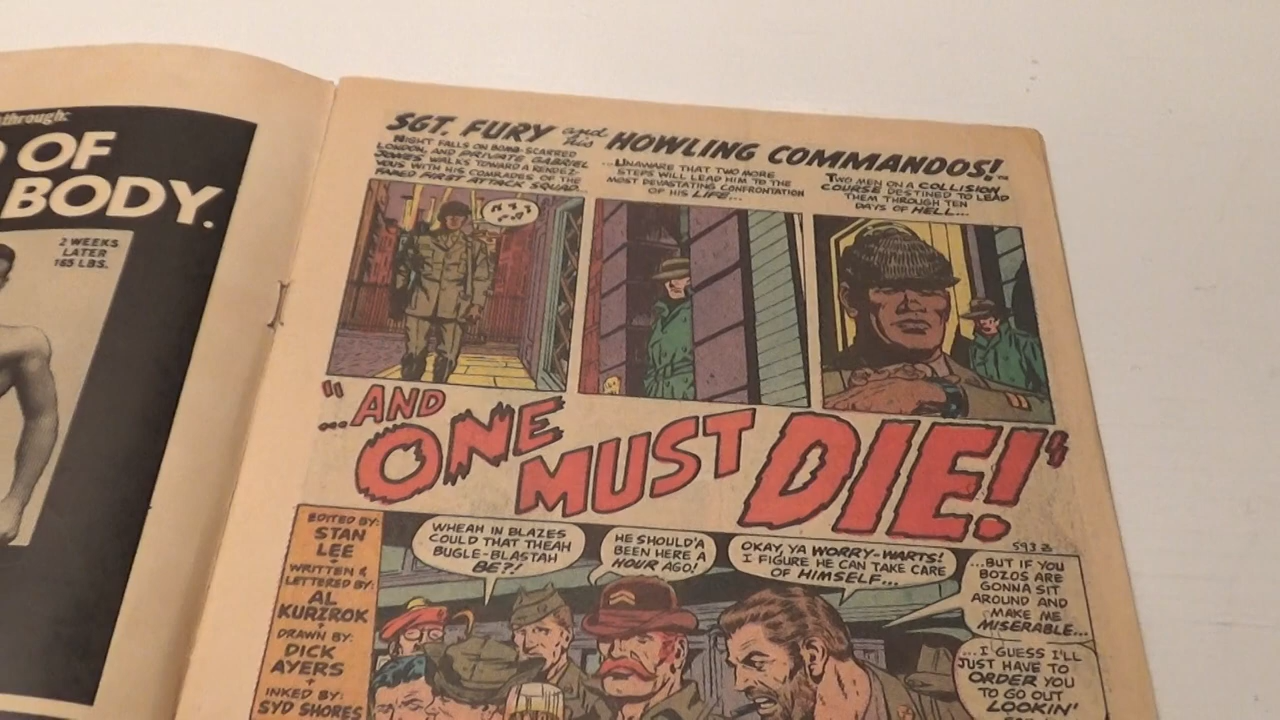 through:
OF
BODY.
2 WEEKS
LATER
165 LBS.
SGT. FURY and his HOWLING COMMANDOS!™
NIGHT FALLS ON BOMB-SCARRED
LONDON, AND PRIVATE GABRIEL
JONES WALKS TOWARD A RENDEZ-
VOUS WITH HIS COMRADES OF THE
FABED FIRST ATTACK SQUAD...
...UNAWARE THAT TWO MORE
STEPS WILL LEAD HIM TO THE
MOST DEVASTATING CONFRONTATION
OF HIS LIFE...
TWO MEN ON A COLLISION
COURSE DESTINED TO LEAD
THEM THROUGH TEN
DAYS OF HELL...
"...AND
ONE
MUST
DIE!"
593 Z
EDITED BY:
STAN
LEE
WRITTEN &
LETTERED BY:
AL
KURZROK
DRAWN BY:
DICK
AYERS
INKED BY:
SYD SHORES
WHEAH IN BLAZES
COULD THAT THEAH
BUGLE-BLASTAH
BE?!
HE SHOULD'A
BEEN HERE A
HOUR AGO!
OKAY, YA WORRY-WARTS!
I FIGURE HE CAN TAKE CARE
OF HIMSELF...
...BUT IF YOU
BOZOS ARE
GONNA SIT
AROUND AND
MAKE ME
MISERABLE...
...I GUESS I'LL
JUST HAVE TO
ORDER YOU
TO GO OUT
LOOKIN'